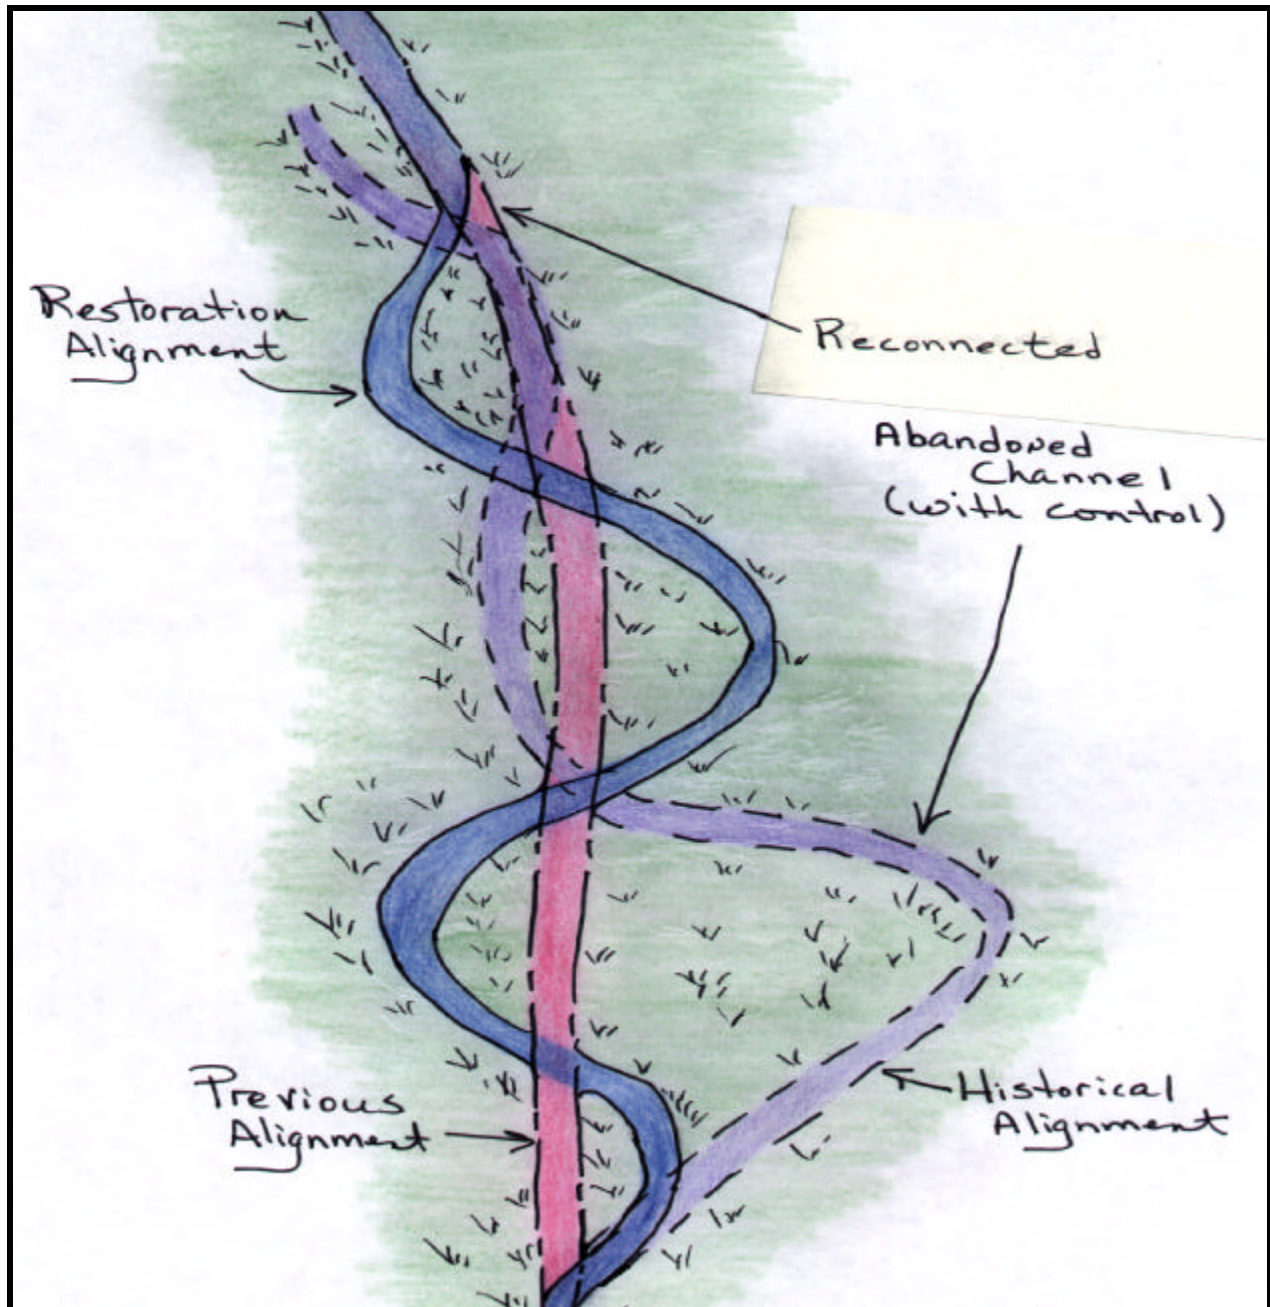 Restoration
Alignment
Reconnected
Abandoned
Channel
(with control)
Previous
Alignment
Historical
Alignment